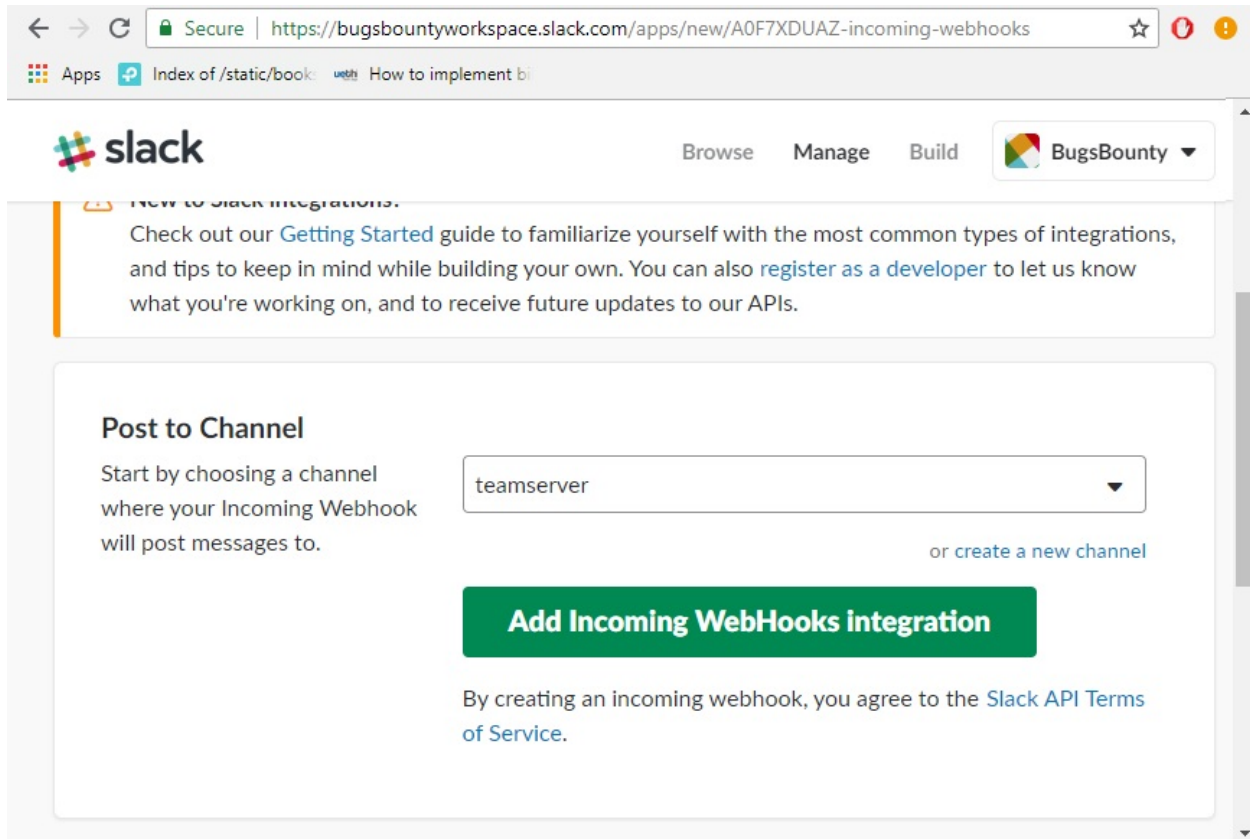 Secure https://bugsbountyworkspace.slack.com/apps/new/A0F7XDUAZ-incoming-webhooks
Apps Index of /static/book How to implement bi
slack Browse Manage Build BugsBounty
New to Slack integrations?
Check out our Getting Started guide to familiarize yourself with the most common types of integrations,
and tips to keep in mind while building your own. You can also register as a developer to let us know
what you're working on, and to receive future updates to our APIs.
Post to Channel
Start by choosing a channel
where your Incoming Webhook
will post messages to.
teamserver
or create a new channel
Add Incoming WebHooks integration
By creating an incoming webhook, you agree to the Slack API Terms
of Service.